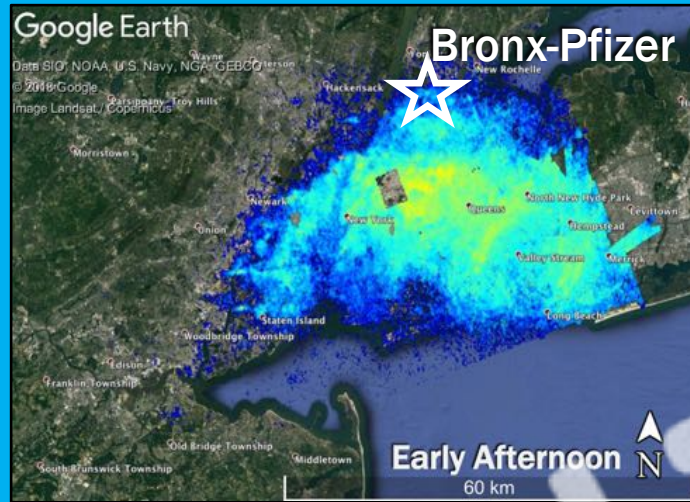 Google Earth
Bronx-Pfizer
Data SIO, NOAA, U.S. Navy, NGA, GEBCO
© 2018 Google
Image Landsat / Copernicus
Wayne
New Rochelle
Hackensack
Parsippany-Troy Hills
Morristown
Newark
Union
New York
Queens
North New Hyde Park
Levittown
Hempstead
Valley Stream
Merrick
Long Beach
Staten Island
Woodbridge Township
Edison
Franklin Township
Old Bridge Township
Middletown
South Brunswick Township
Early Afternoon
N
60 km